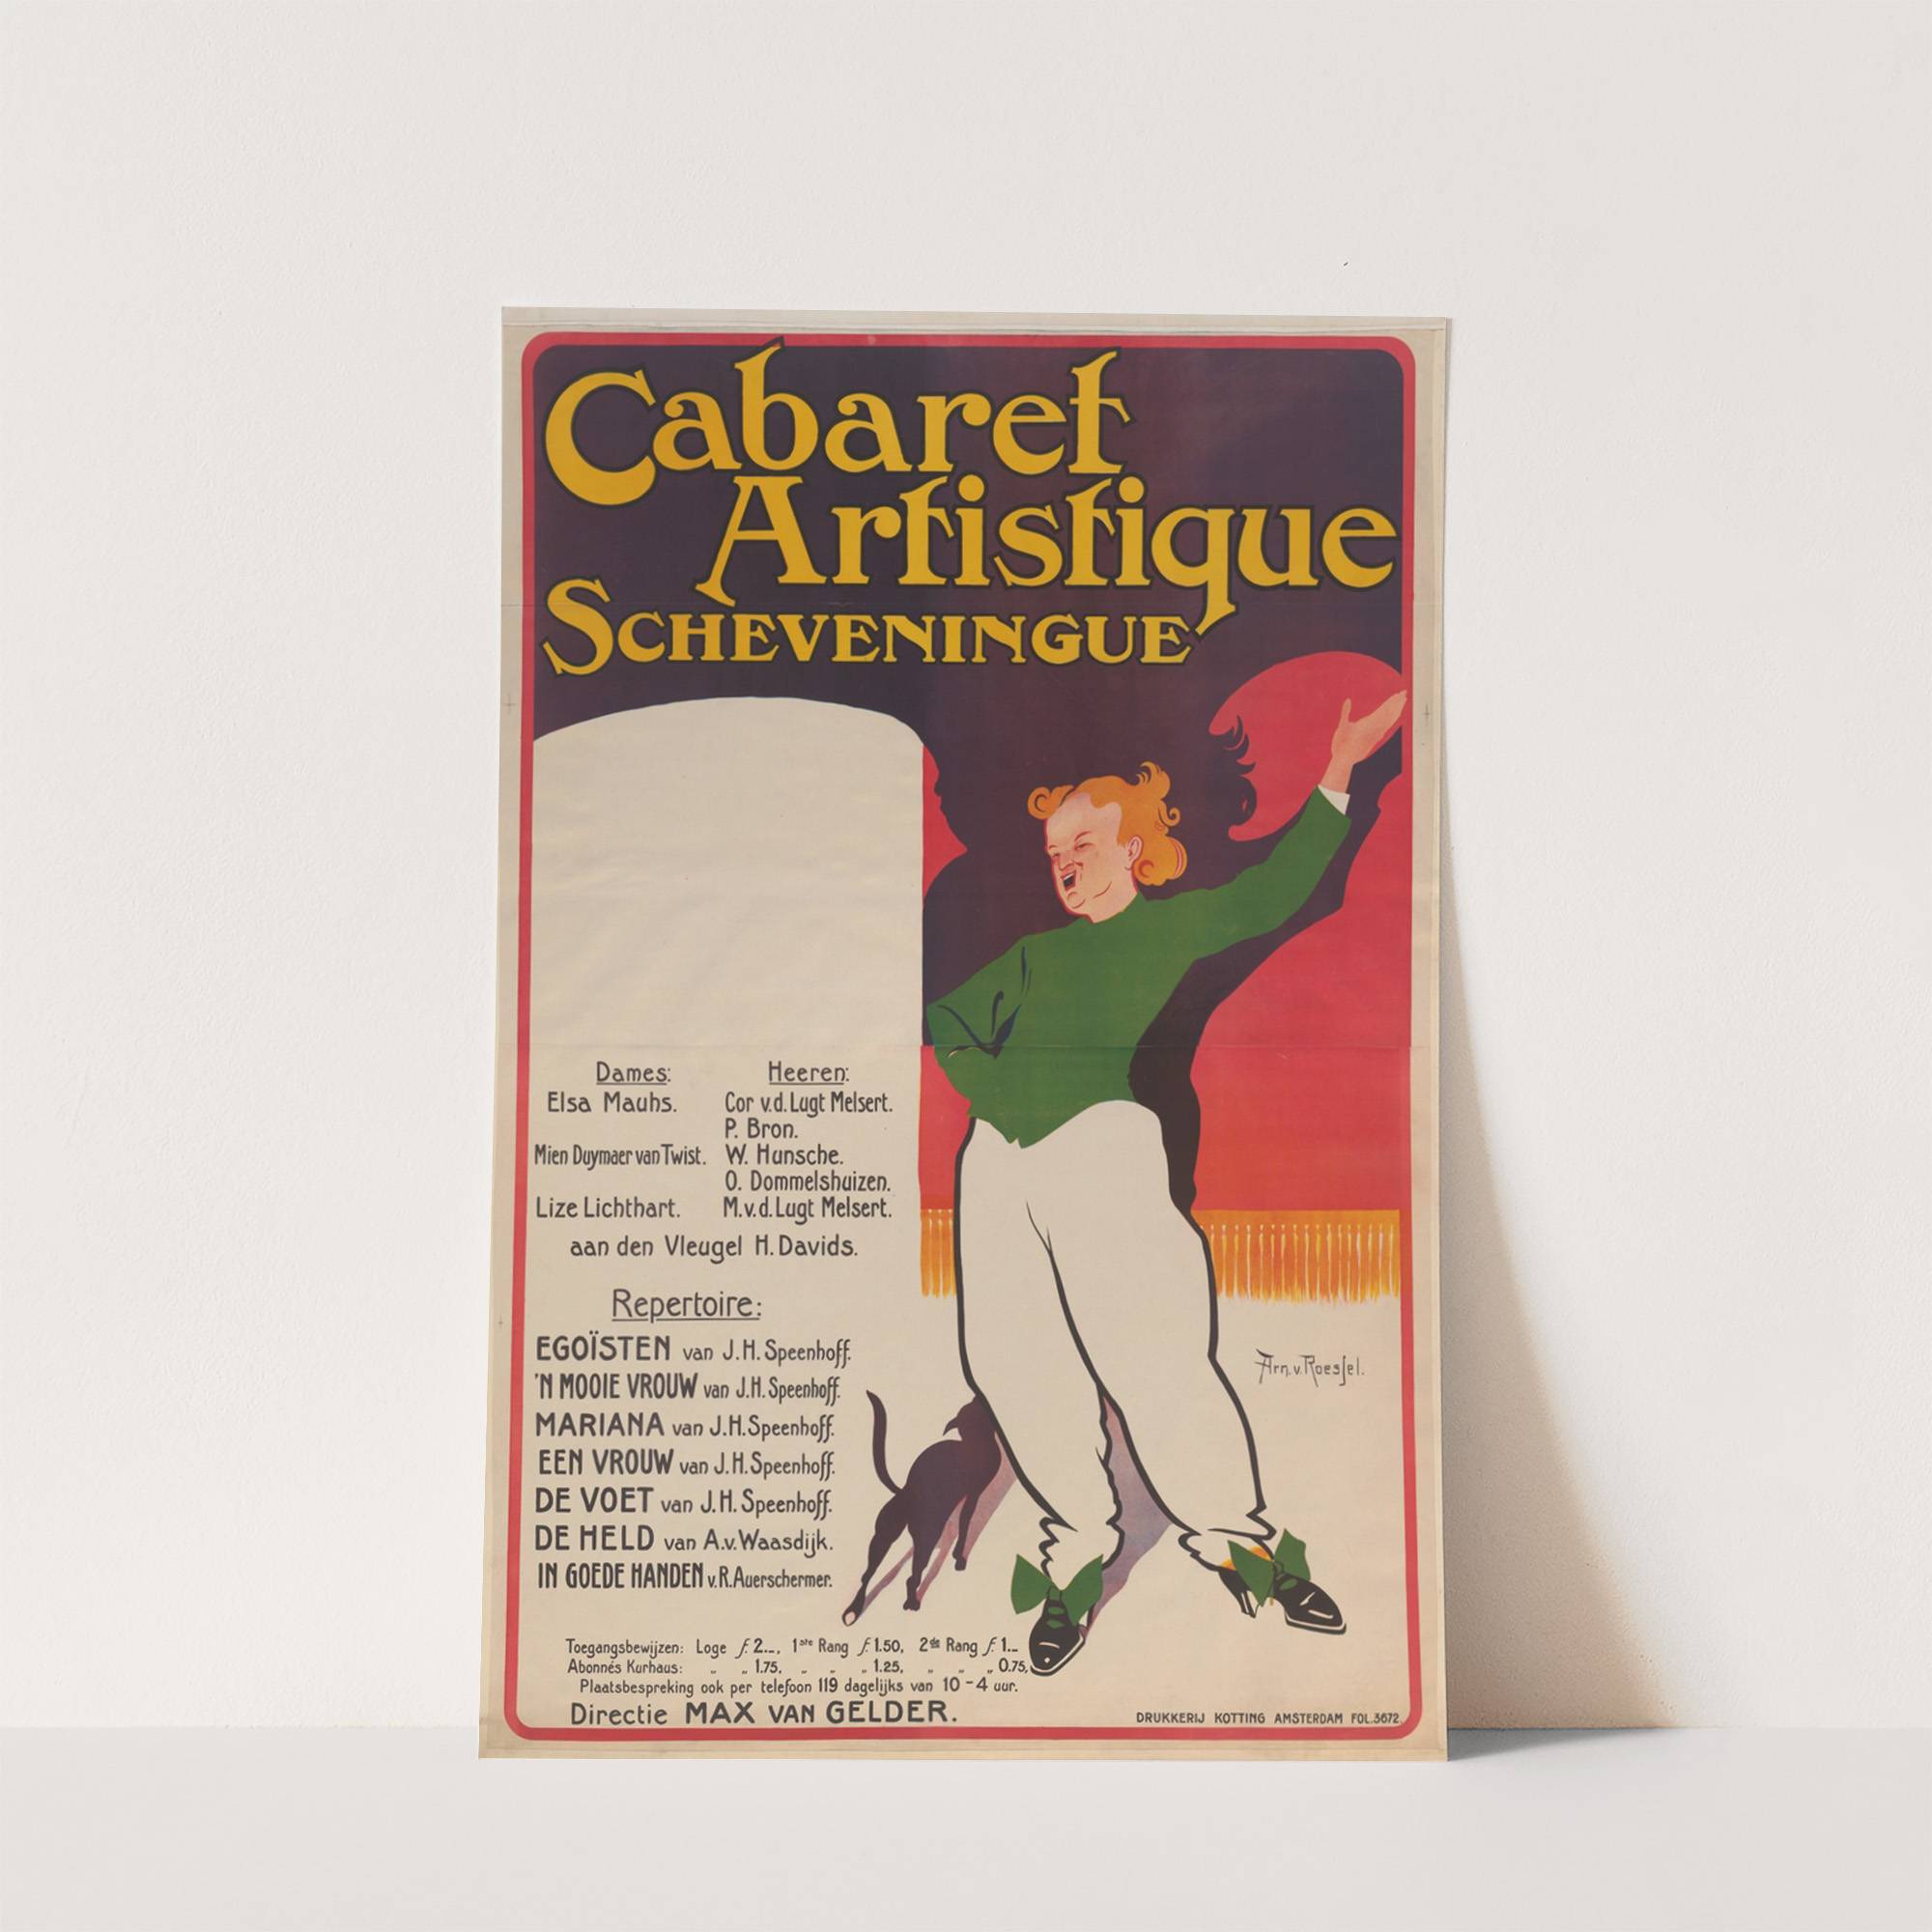 Cabaret
Artistique
SCHEVENINGUE
Dames: Heeren:
Elsa Mauhs. Cor v.d. Lugt Melsert.
P. Bron.
Mien Duymaer van Twist. W. Hunsche.
O. Dommelshuizen.
Lize Lichthart. M.v.d. Lugt Melsert.
aan den Vleugel H. Davids.
Repertoire:
EGOÏSTEN van J.H. Speenhoff.
'N MOOIE VROUW van J.H. Speenhoff.
MARIANA van J.H. Speenhoff.
EEN VROUW van J.H. Speenhoff.
DE VOET van J.H. Speenhoff.
DE HELD van A.v. Waasdijk.
IN GOEDE HANDEN v. R. Auerschermer.
Arn. v. Roessel.
Toegangsbewijzen: Loge f. 2.–, 1ste Rang f. 1.50, 2de Rang f. 1.–
Abonnés Kurhaus: „ „ 1.75, „ „ „ 1.25, „ „ „ 0.75,
Plaatsbespreking ook per telefoon 119 dagelijks van 10-4 uur.
Directie MAX VAN GELDER.
DRUKKERIJ KOTTING AMSTERDAM FOL. 3672